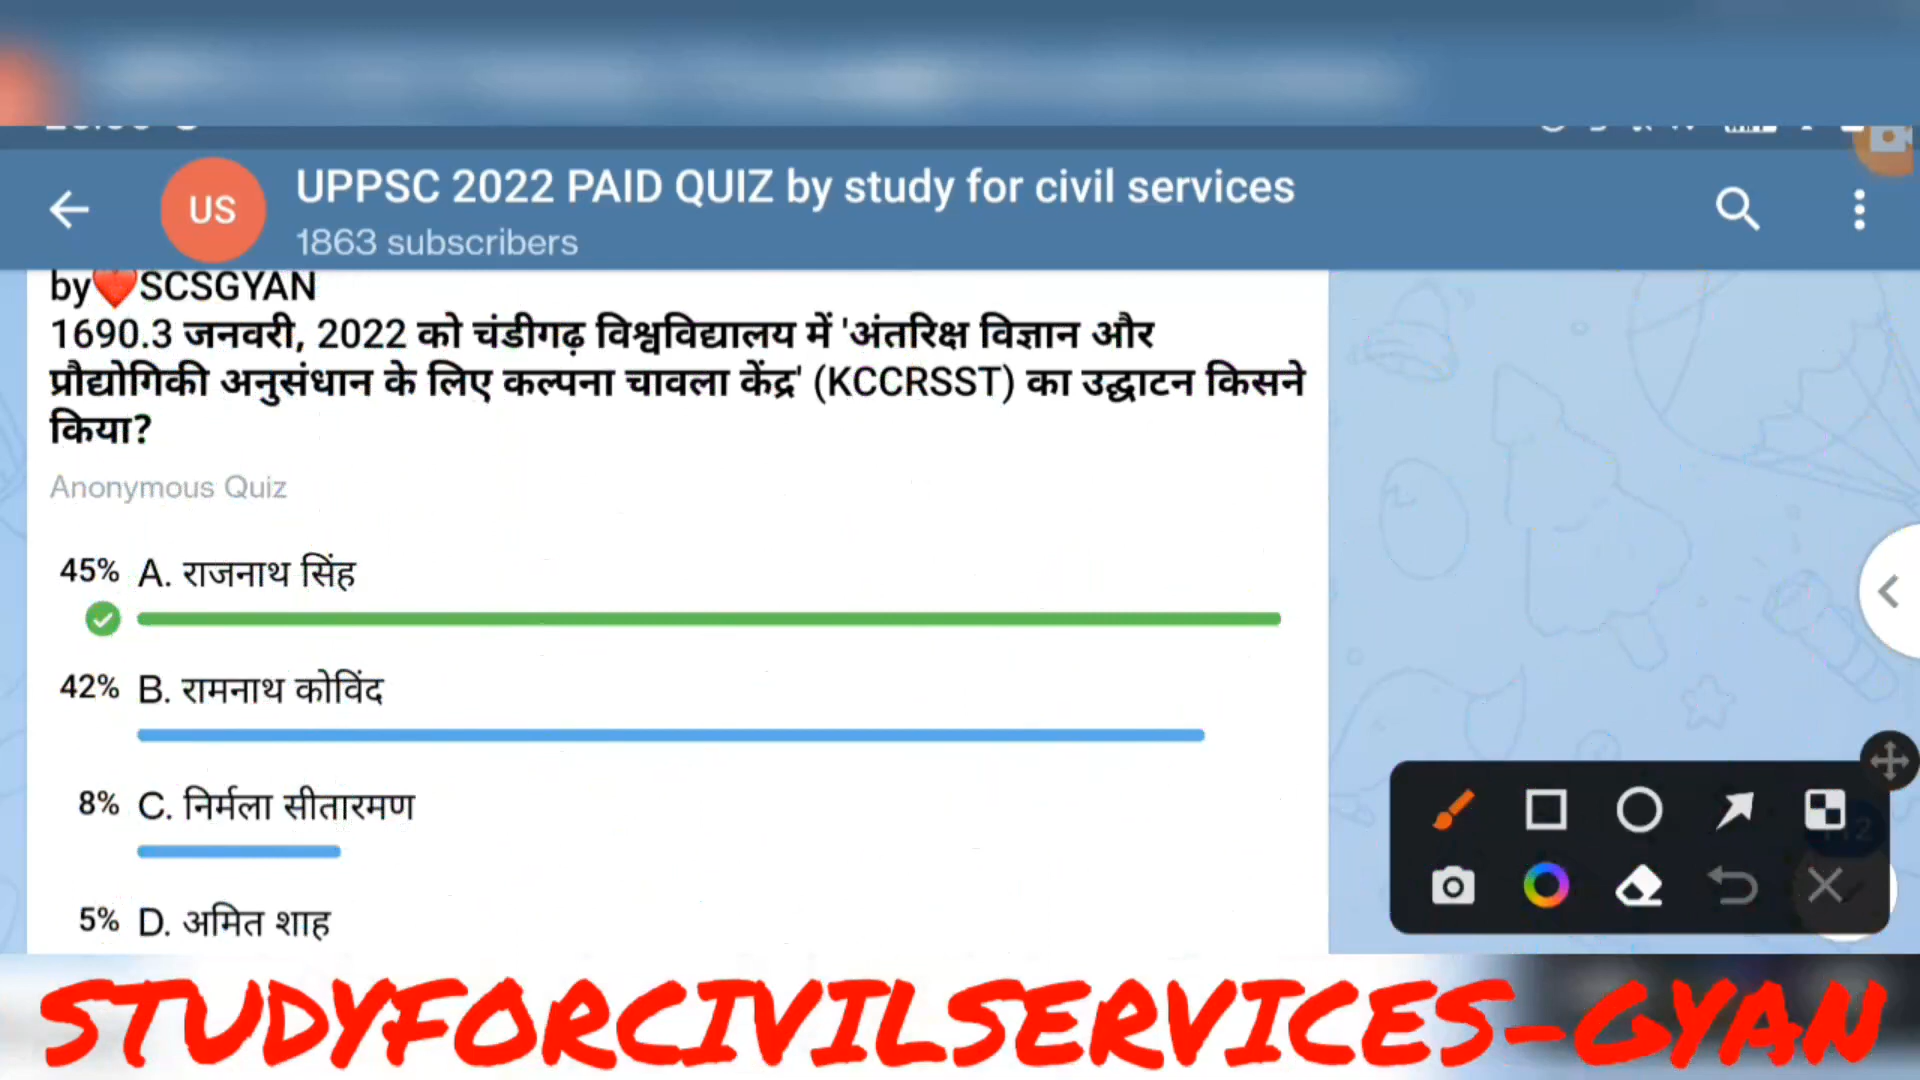 UPPSC 2022 PAID QUIZ by study for civil services
US
1863 subscribers
by❤️SCSGYAN
1690.3 जनवरी, 2022 को चंडीगढ़ विश्वविद्यालय में 'अंतरिक्ष विज्ञान और
प्रौद्योगिकी अनुसंधान के लिए कल्पना चावला केंद्र' (KCCRSST) का उद्घाटन किसने
किया?
Anonymous Quiz
45% A. राजनाथ सिंह
42% B. रामनाथ कोविंद
8% C. निर्मला सीतारमण
5% D. अमित शाह
STUDYFORCIVILSERVICES-GYAN